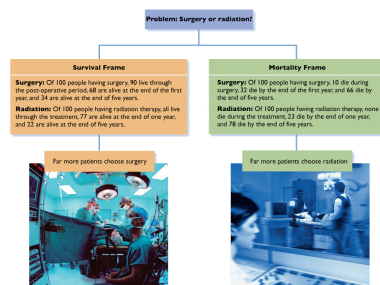 Problem: Surgery or radiation?
Survival Frame
Surgery: Of 100 people having surgery, 90 live through
the post-operative period, 68 are alive at the end of the first
year, and 34 are alive at the end of five years.
Radiation: Of 100 people having radiation therapy, all live
through the treatment, 77 are alive at the end of one year,
and 22 are alive at the end of five years.
Far more patients choose surgery
Mortality Frame
Surgery: Of 100 people having surgery, 10 die during
surgery, 32 die by the end of the first year, and 66 die by
the end of five years.
Radiation: Of 100 people having radiation therapy, none
die during the treatment, 23 die by the end of one year, and
78 die by the end of five years.
Far more patients choose radiation